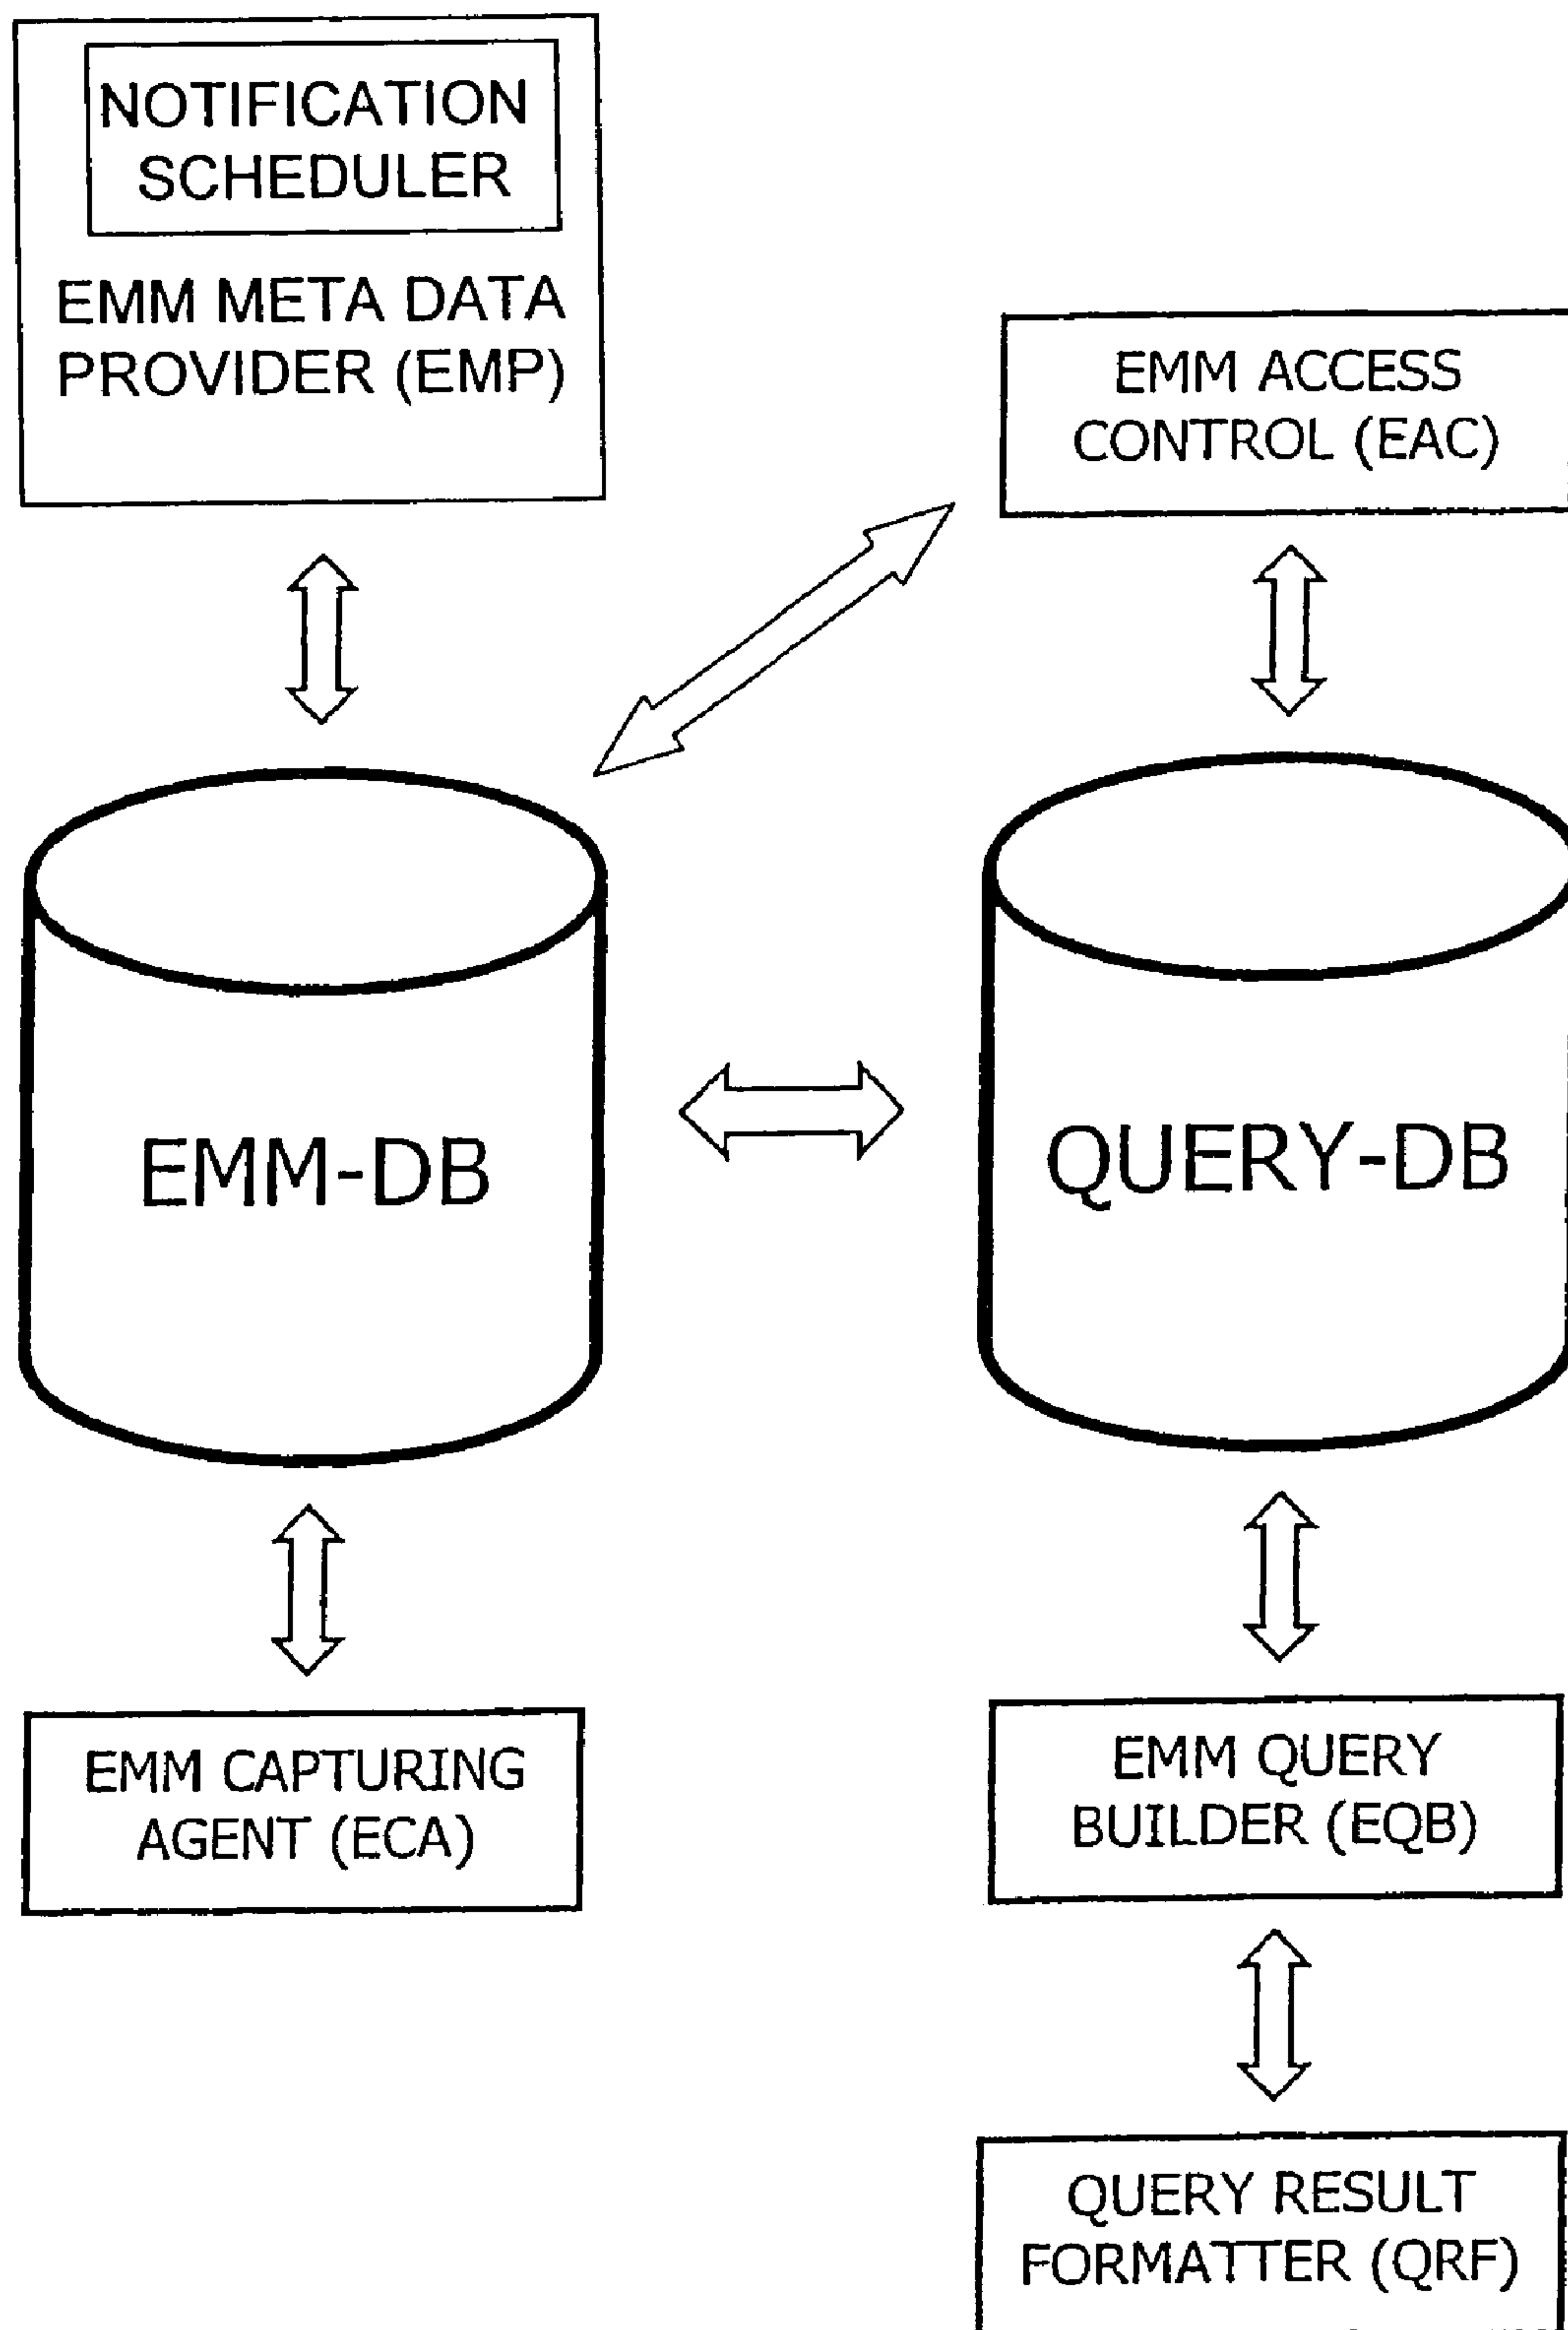 NOTIFICATION
SCHEDULER
EMM META DATA
PROVIDER (EMP)
EMM ACCESS
CONTROL (EAC)
EMM-DB
QUERY-DB
EMM CAPTURING
AGENT (ECA)
EMM QUERY
BUILDER (EQB)
QUERY RESULT
FORMATTER (QRF)